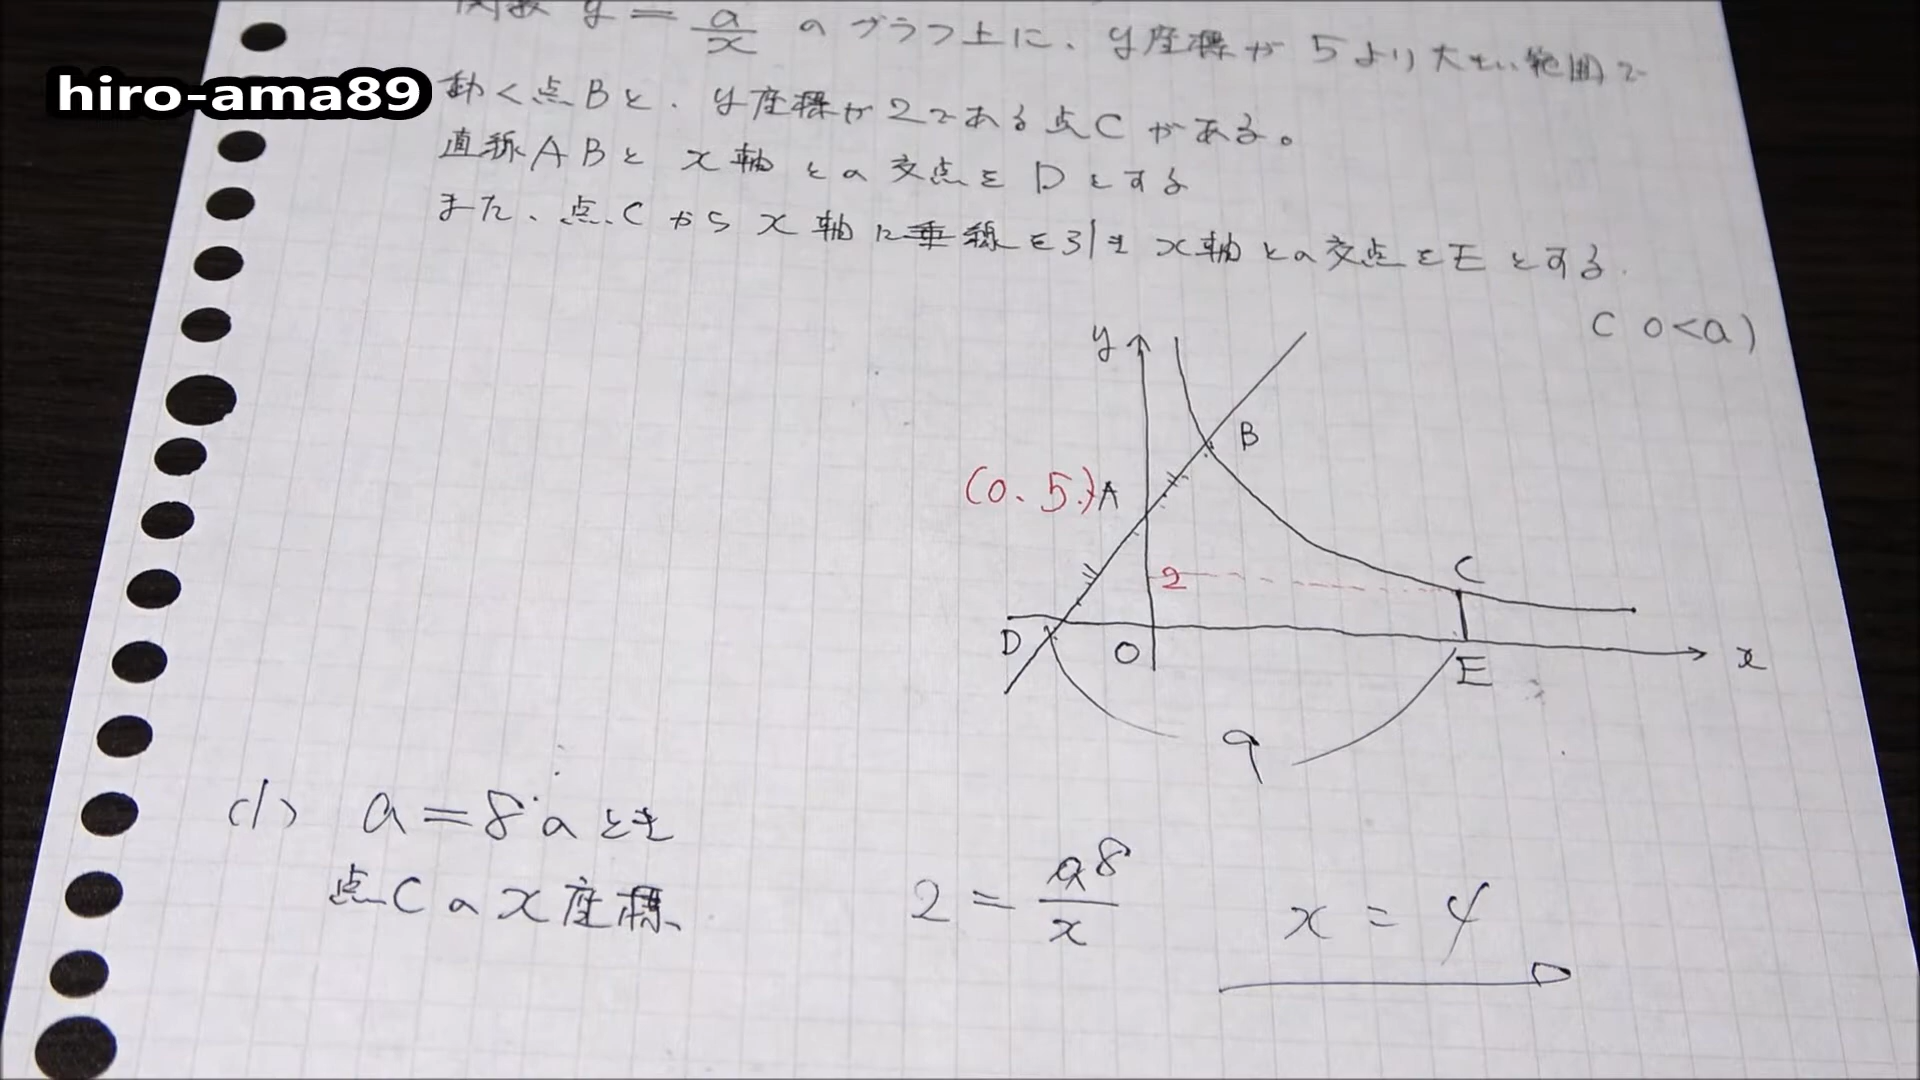 関数 y = a/x のグラフ上に、y座標が 5より大きい範囲で
hiro-ama89
動く点Bと、y座標が2である点Cがある。
直線ABと x軸との交点をDとする
また、点Cからx軸に垂線を引きx軸との交点をEとする.
(0<a)
y
B
(0. 5.)A
2
C
D
O
E
x
9
(1) a=8のとき
点Cのx座標、
2 = a8/x
x = 4